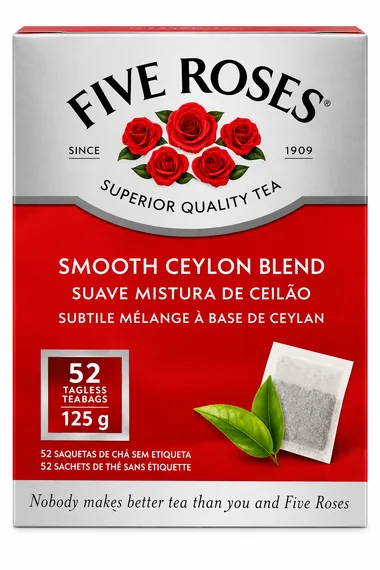 FIVE ROSES®
SINCE 1909
SUPERIOR QUALITY TEA
SMOOTH CEYLON BLEND
SUAVE MISTURA DE CEILÃO
SUBTILE MÉLANGE À BASE DE CEYLAN
52
TAGLESS
TEABAGS
125 g
52 SAQUETAS DE CHÁ SEM ETIQUETA
52 SACHETS DE THÉ SANS ÉTIQUETTE
Nobody makes better tea than you and Five Roses